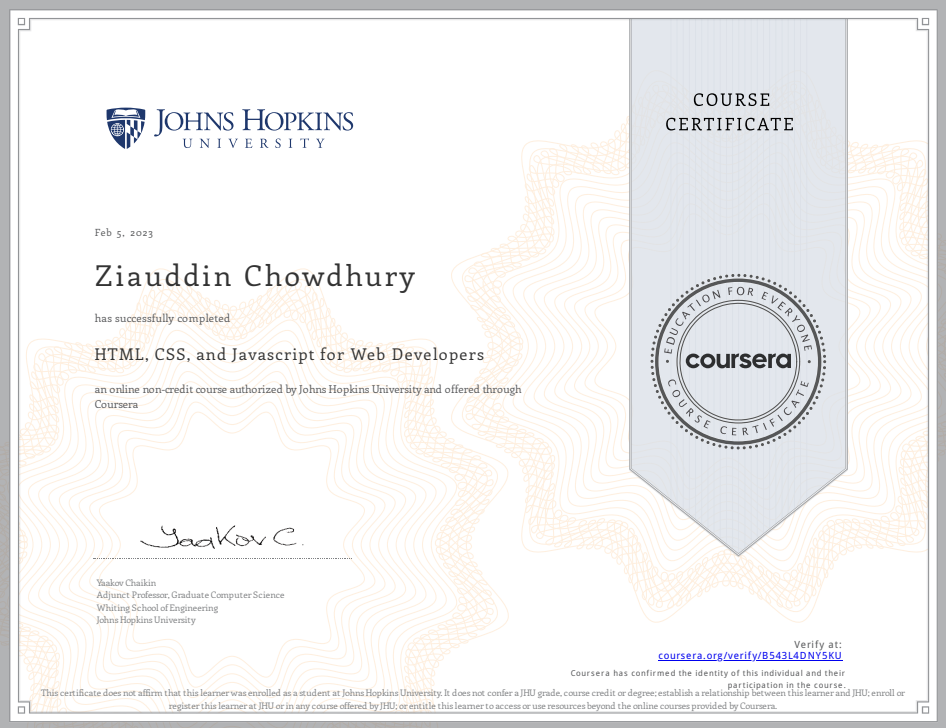 JOHNS HOPKINS
UNIVERSITY
COURSE
CERTIFICATE
Feb 5, 2023
Ziauddin Chowdhury
has successfully completed
HTML, CSS, and Javascript for Web Developers
an online non-credit course authorized by Johns Hopkins University and offered through
Coursera
EDUCATION FOR EVERYONE
coursera
COURSE CERTIFICATE
Yaakov C.
Yaakov Chaikin
Adjunct Professor, Graduate Computer Science
Whiting School of Engineering
Johns Hopkins University
Verify at:
coursera.org/verify/B543L4DNY5KU
Coursera has confirmed the identity of this individual and their
participation in the course.
This certificate does not affirm that this learner was enrolled as a student at Johns Hopkins University. It does not confer a JHU grade, course credit or degree; establish a relationship between this learner and JHU; enroll or
register this learner at JHU or in any course offered by JHU; or entitle this learner to access or use resources beyond the online courses provided by Coursera.